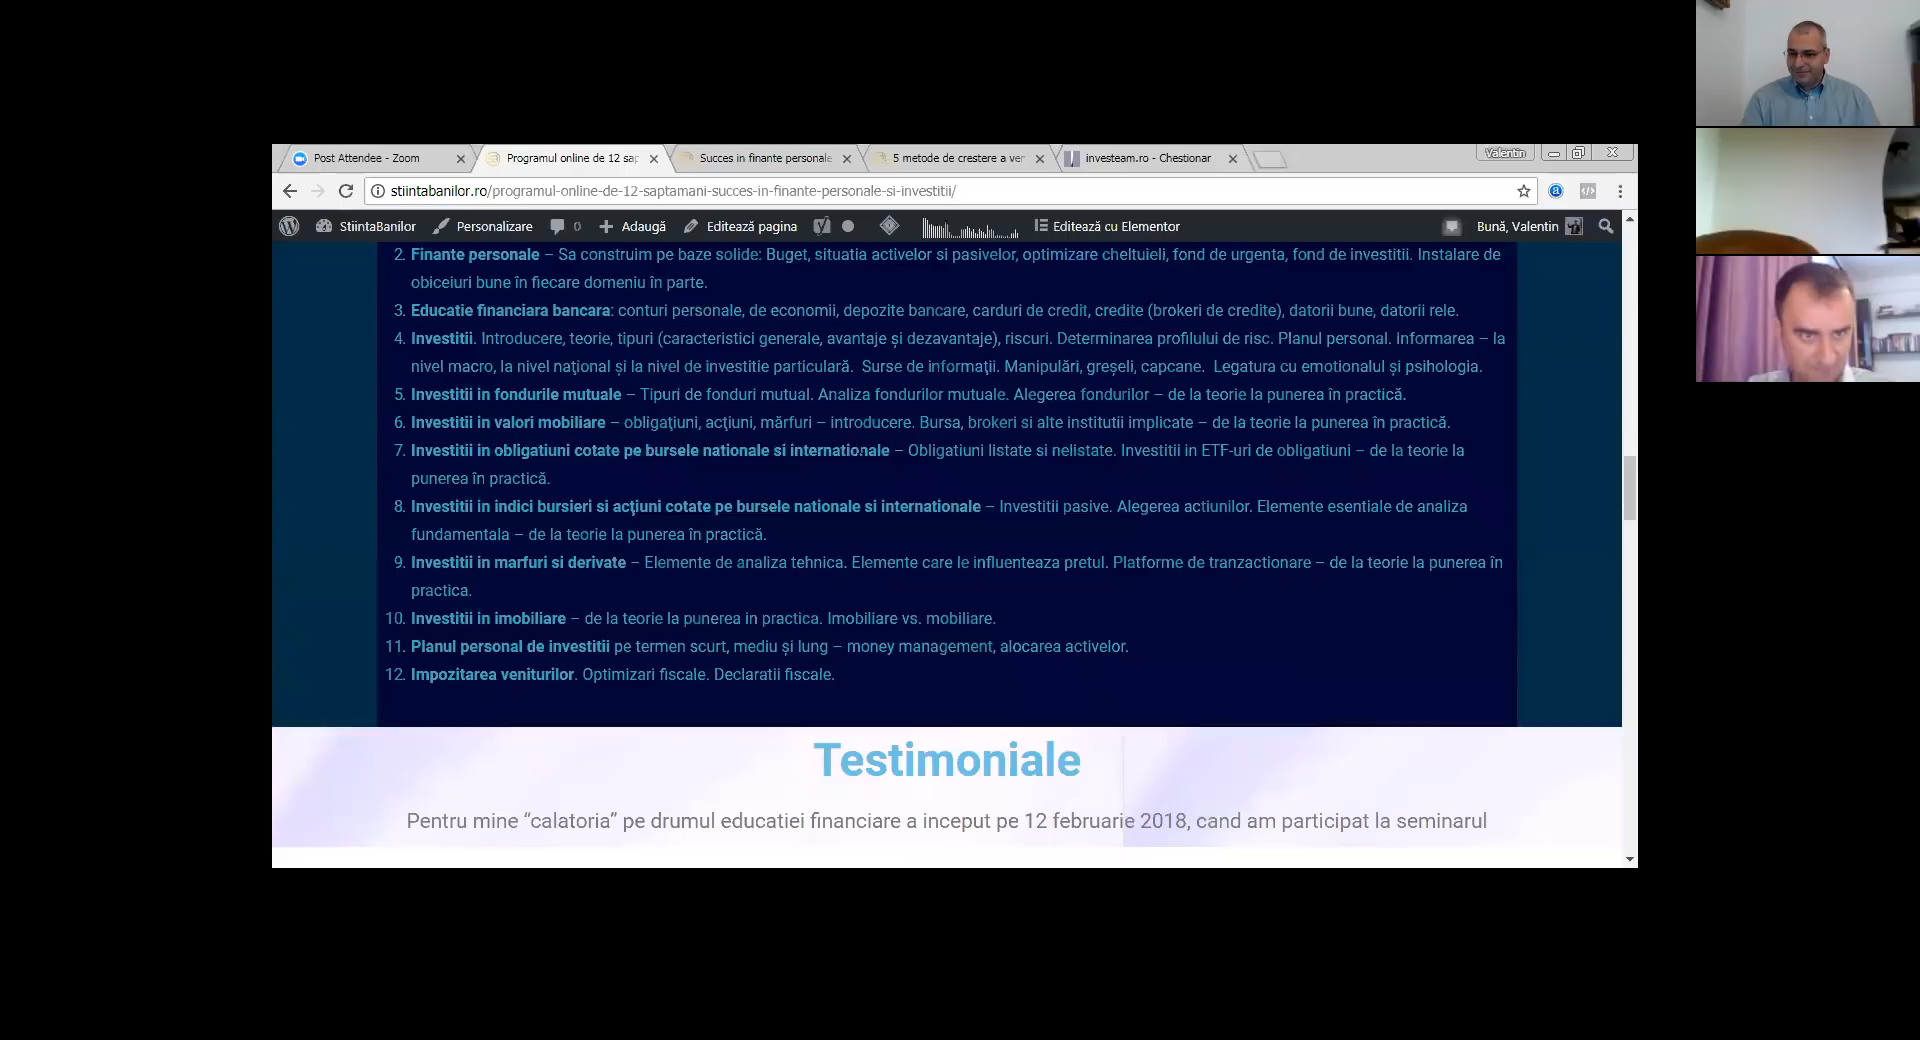 Post Attendee - Zoom
Programul online de 12 sap
Succes in finante personale
5 metode de crestere a ver
investeam.ro - Chestionar
Valentin
stiintabanilor.ro/programul-online-de-12-saptamani-succes-in-finante-personale-si-investitii/
StiintaBanilor
Personalizare
0
Adaugă
Editează pagina
Editează cu Elementor
Bună, Valentin
2. Finante personale – Sa construim pe baze solide: Buget, situatia activelor si pasivelor, optimizare cheltuieli, fond de urgenta, fond de investitii. Instalare de
obiceiuri bune în fiecare domeniu în parte.
3. Educatie financiara bancara: conturi personale, de economii, depozite bancare, carduri de credit, credite (brokeri de credite), datorii bune, datorii rele.
4. Investitii. Introducere, teorie, tipuri (caracteristici generale, avantaje și dezavantaje), riscuri. Determinarea profilului de risc. Planul personal. Informarea – la
nivel macro, la nivel naţional și la nivel de investitie particulară. Surse de informaţii. Manipulări, greșeli, capcane. Legatura cu emotionalul și psihologia.
5. Investitii in fondurile mutuale – Tipuri de fonduri mutual. Analiza fondurilor mutuale. Alegerea fondurilor – de la teorie la punerea în practică.
6. Investitii in valori mobiliare – obligaţiuni, acţiuni, mărfuri – introducere. Bursa, brokeri si alte institutii implicate – de la teorie la punerea în practică.
7. Investitii in obligatiuni cotate pe bursele nationale si internationale – Obligatiuni listate si nelistate. Investitii in ETF-uri de obligatiuni – de la teorie la
punerea în practică.
8. Investitii in indici bursieri si acţiuni cotate pe bursele nationale si internationale – Investitii pasive. Alegerea actiunilor. Elemente esentiale de analiza
fundamentala – de la teorie la punerea în practică.
9. Investitii in marfuri si derivate – Elemente de analiza tehnica. Elemente care le influenteaza pretul. Platforme de tranzactionare – de la teorie la punerea în
practica.
10. Investitii in imobiliare – de la teorie la punerea in practica. Imobiliare vs. mobiliare.
11. Planul personal de investitii pe termen scurt, mediu și lung – money management, alocarea activelor.
12. Impozitarea veniturilor. Optimizari fiscale. Declaratii fiscale.
Testimoniale
Pentru mine “calatoria” pe drumul educatiei financiare a inceput pe 12 februarie 2018, cand am participat la seminarul